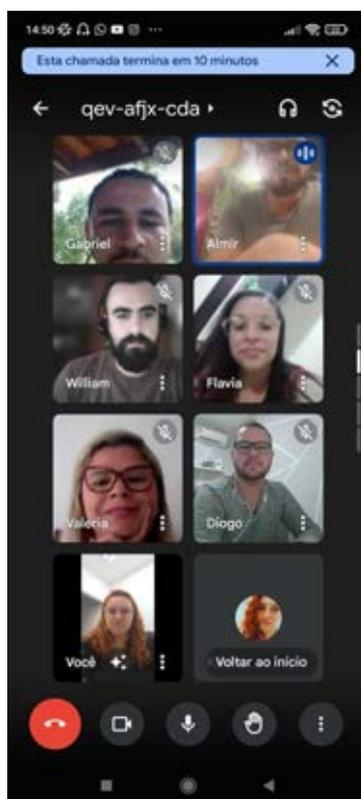 14:50
Esta chamada termina em 10 minutos
qev-afjx-cda
Gabriel
Almir
William
Flavia
Valeria
Diogo
Você
Voltar ao início